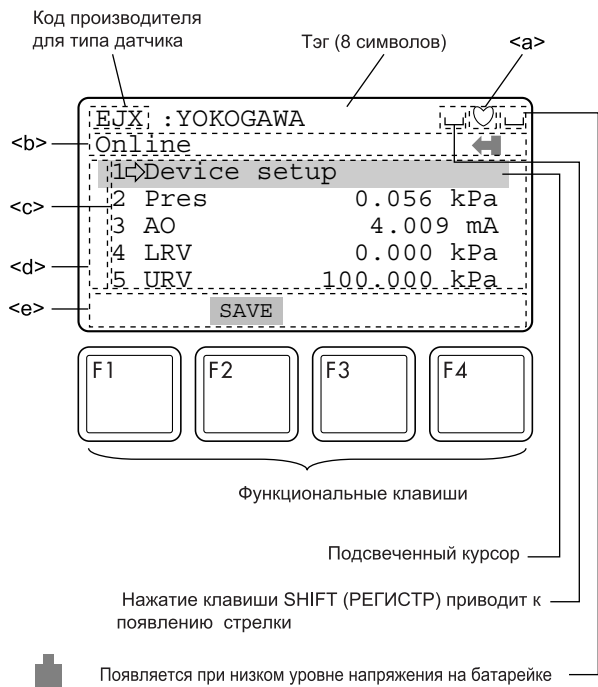 Код производителя
для типа датчика
Тэг (8 символов)
<a>
EJX :YOKOGAWA
<b>
Online
1⇨Device setup
<c>
2 Pres 0.056 kPa
3 AO 4.009 mA
<d>
4 LRV 0.000 kPa
5 URV 100.000 kPa
<e>
SAVE
F1 F2 F3 F4
Функциональные клавиши
Подсвеченный курсор
Нажатие клавиши SHIFT (РЕГИСТР) приводит к
появлению стрелки
Появляется при низком уровне напряжения на батарейке